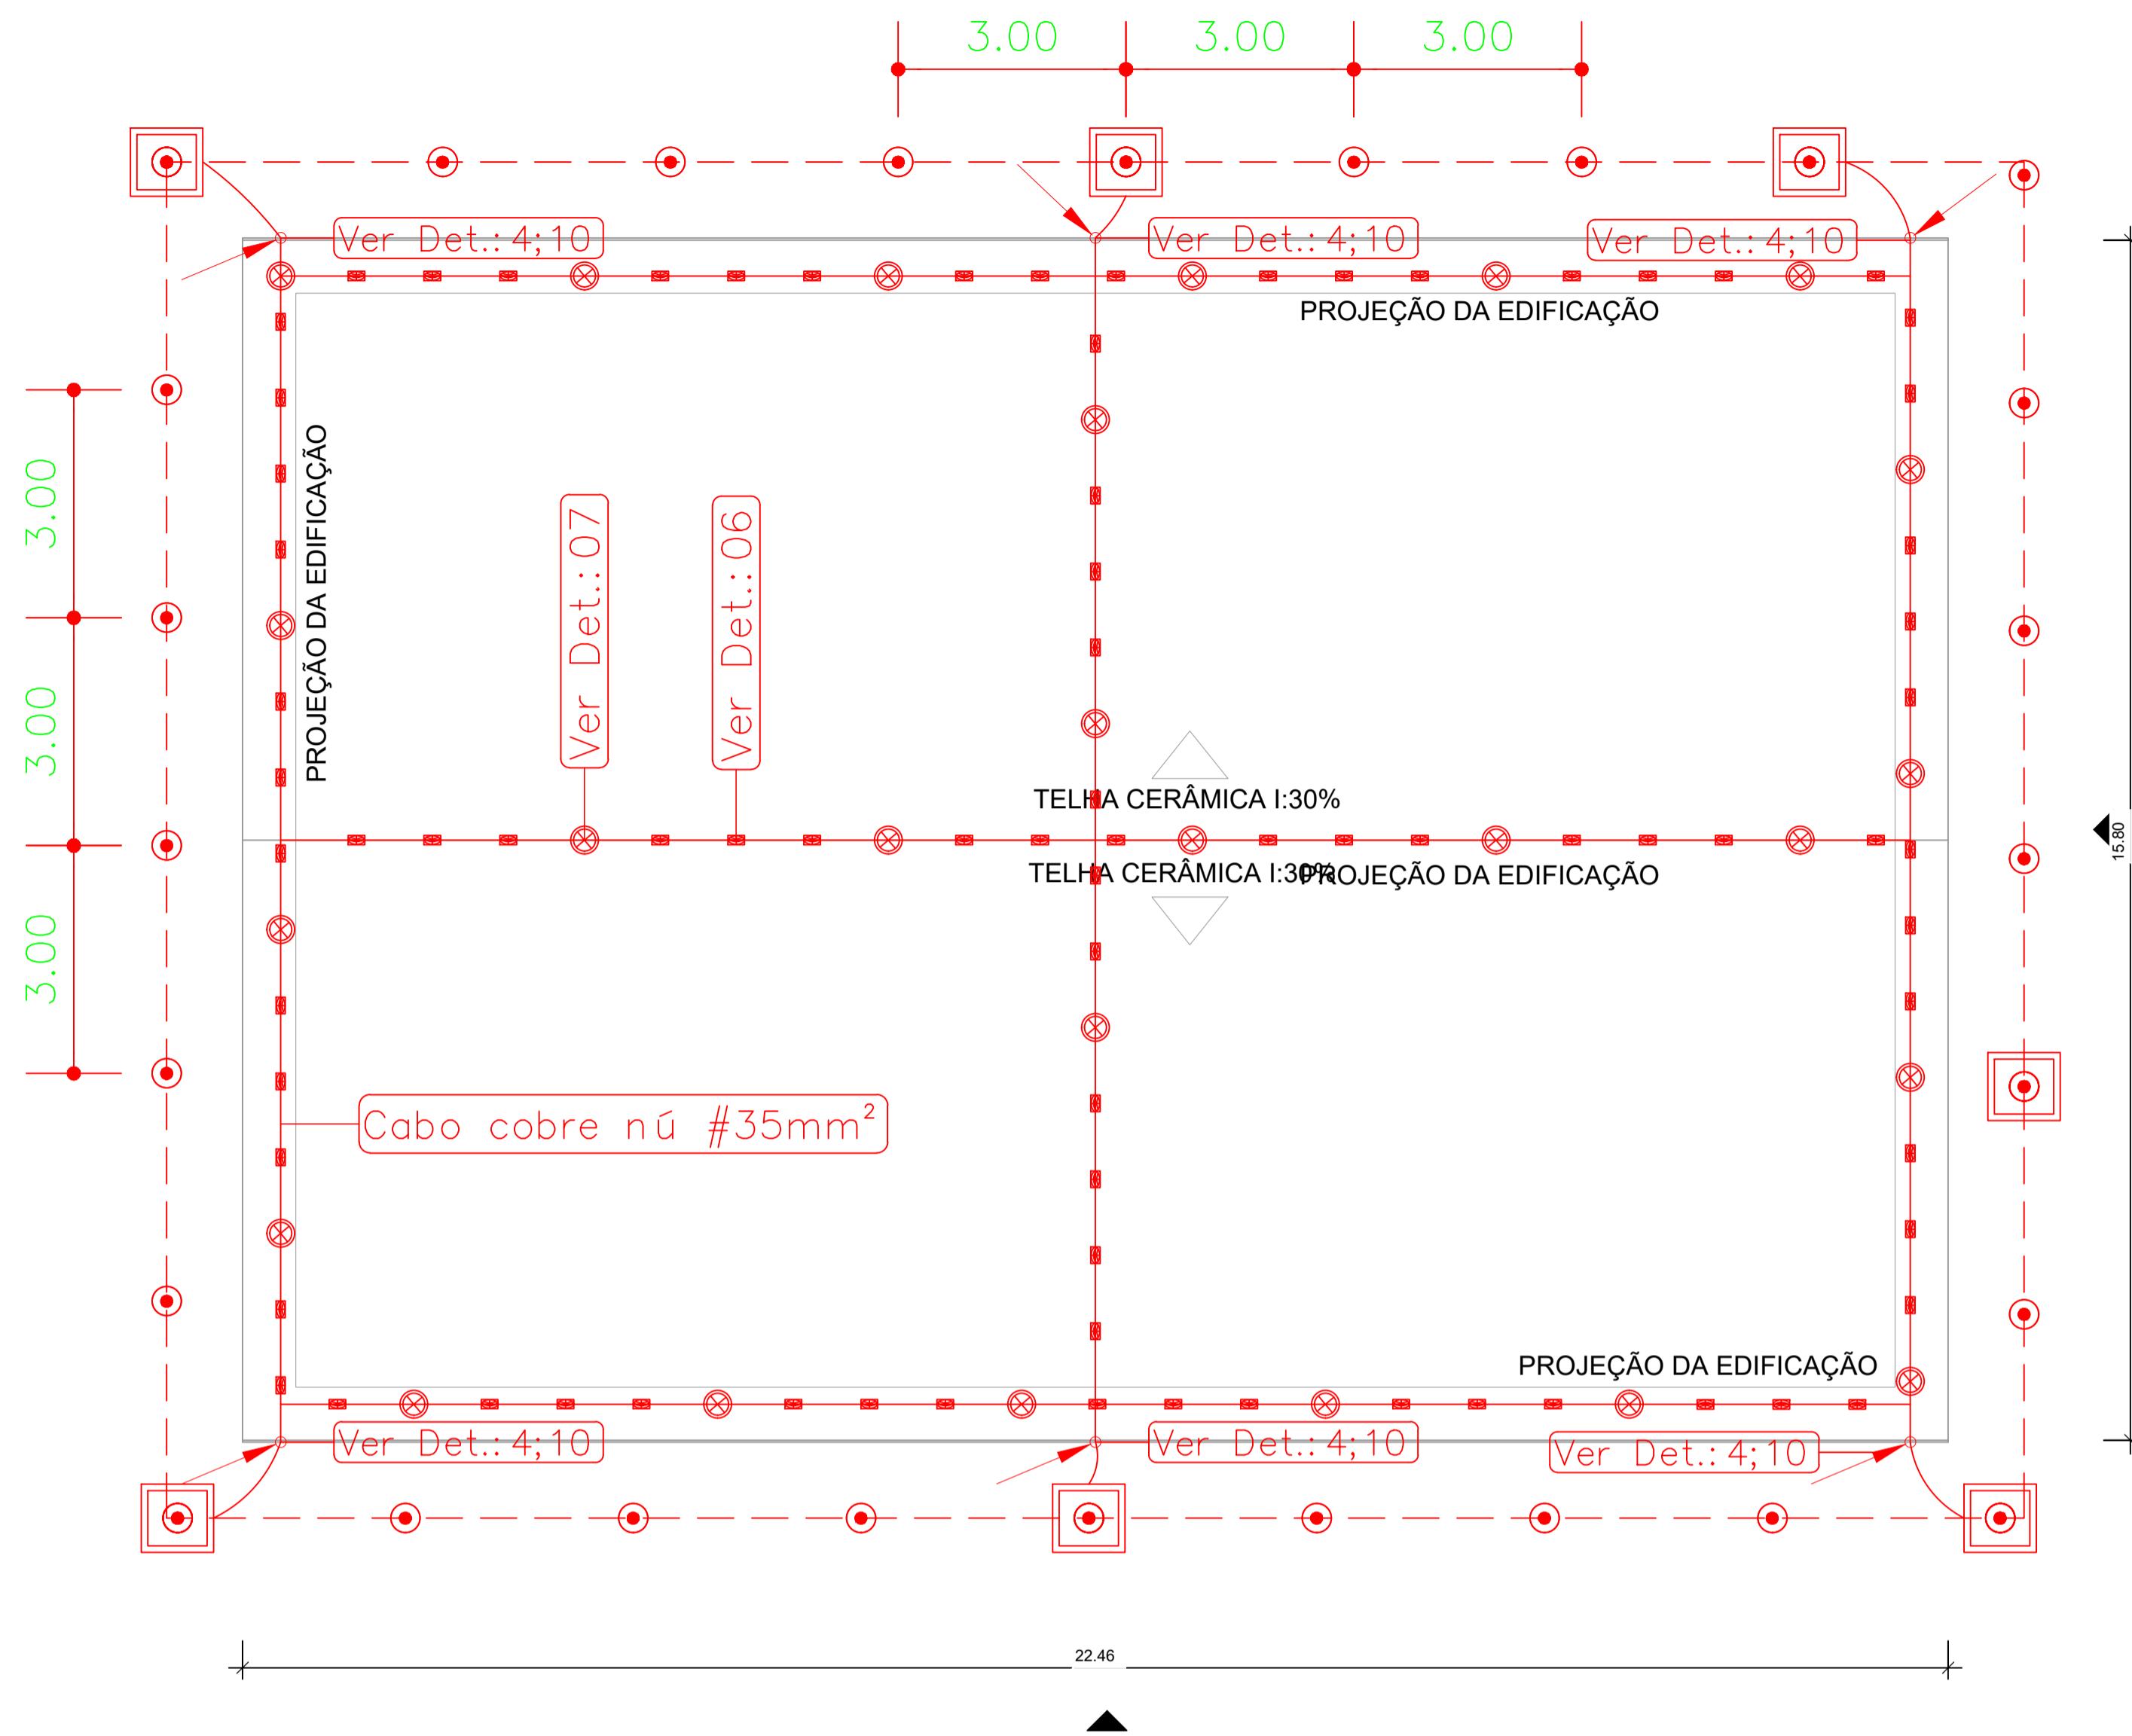 3.00
3.00
3.00
Ver Det.: 4;10
Ver Det.: 4;10
Ver Det.: 4;10
PROJEÇÃO DA EDIFICAÇÃO
PROJEÇÃO DA EDIFICAÇÃO
3.00
3.00
3.00
Ver Det.:07
Ver Det.:06
TELHA CERÂMICA I:30%
TELHA CERÂMICA I:30%
PROJEÇÃO DA EDIFICAÇÃO
15.80
Cabo cobre nú #35mm²
PROJEÇÃO DA EDIFICAÇÃO
Ver Det.: 4;10
Ver Det.: 4;10
Ver Det.: 4;10
22.46